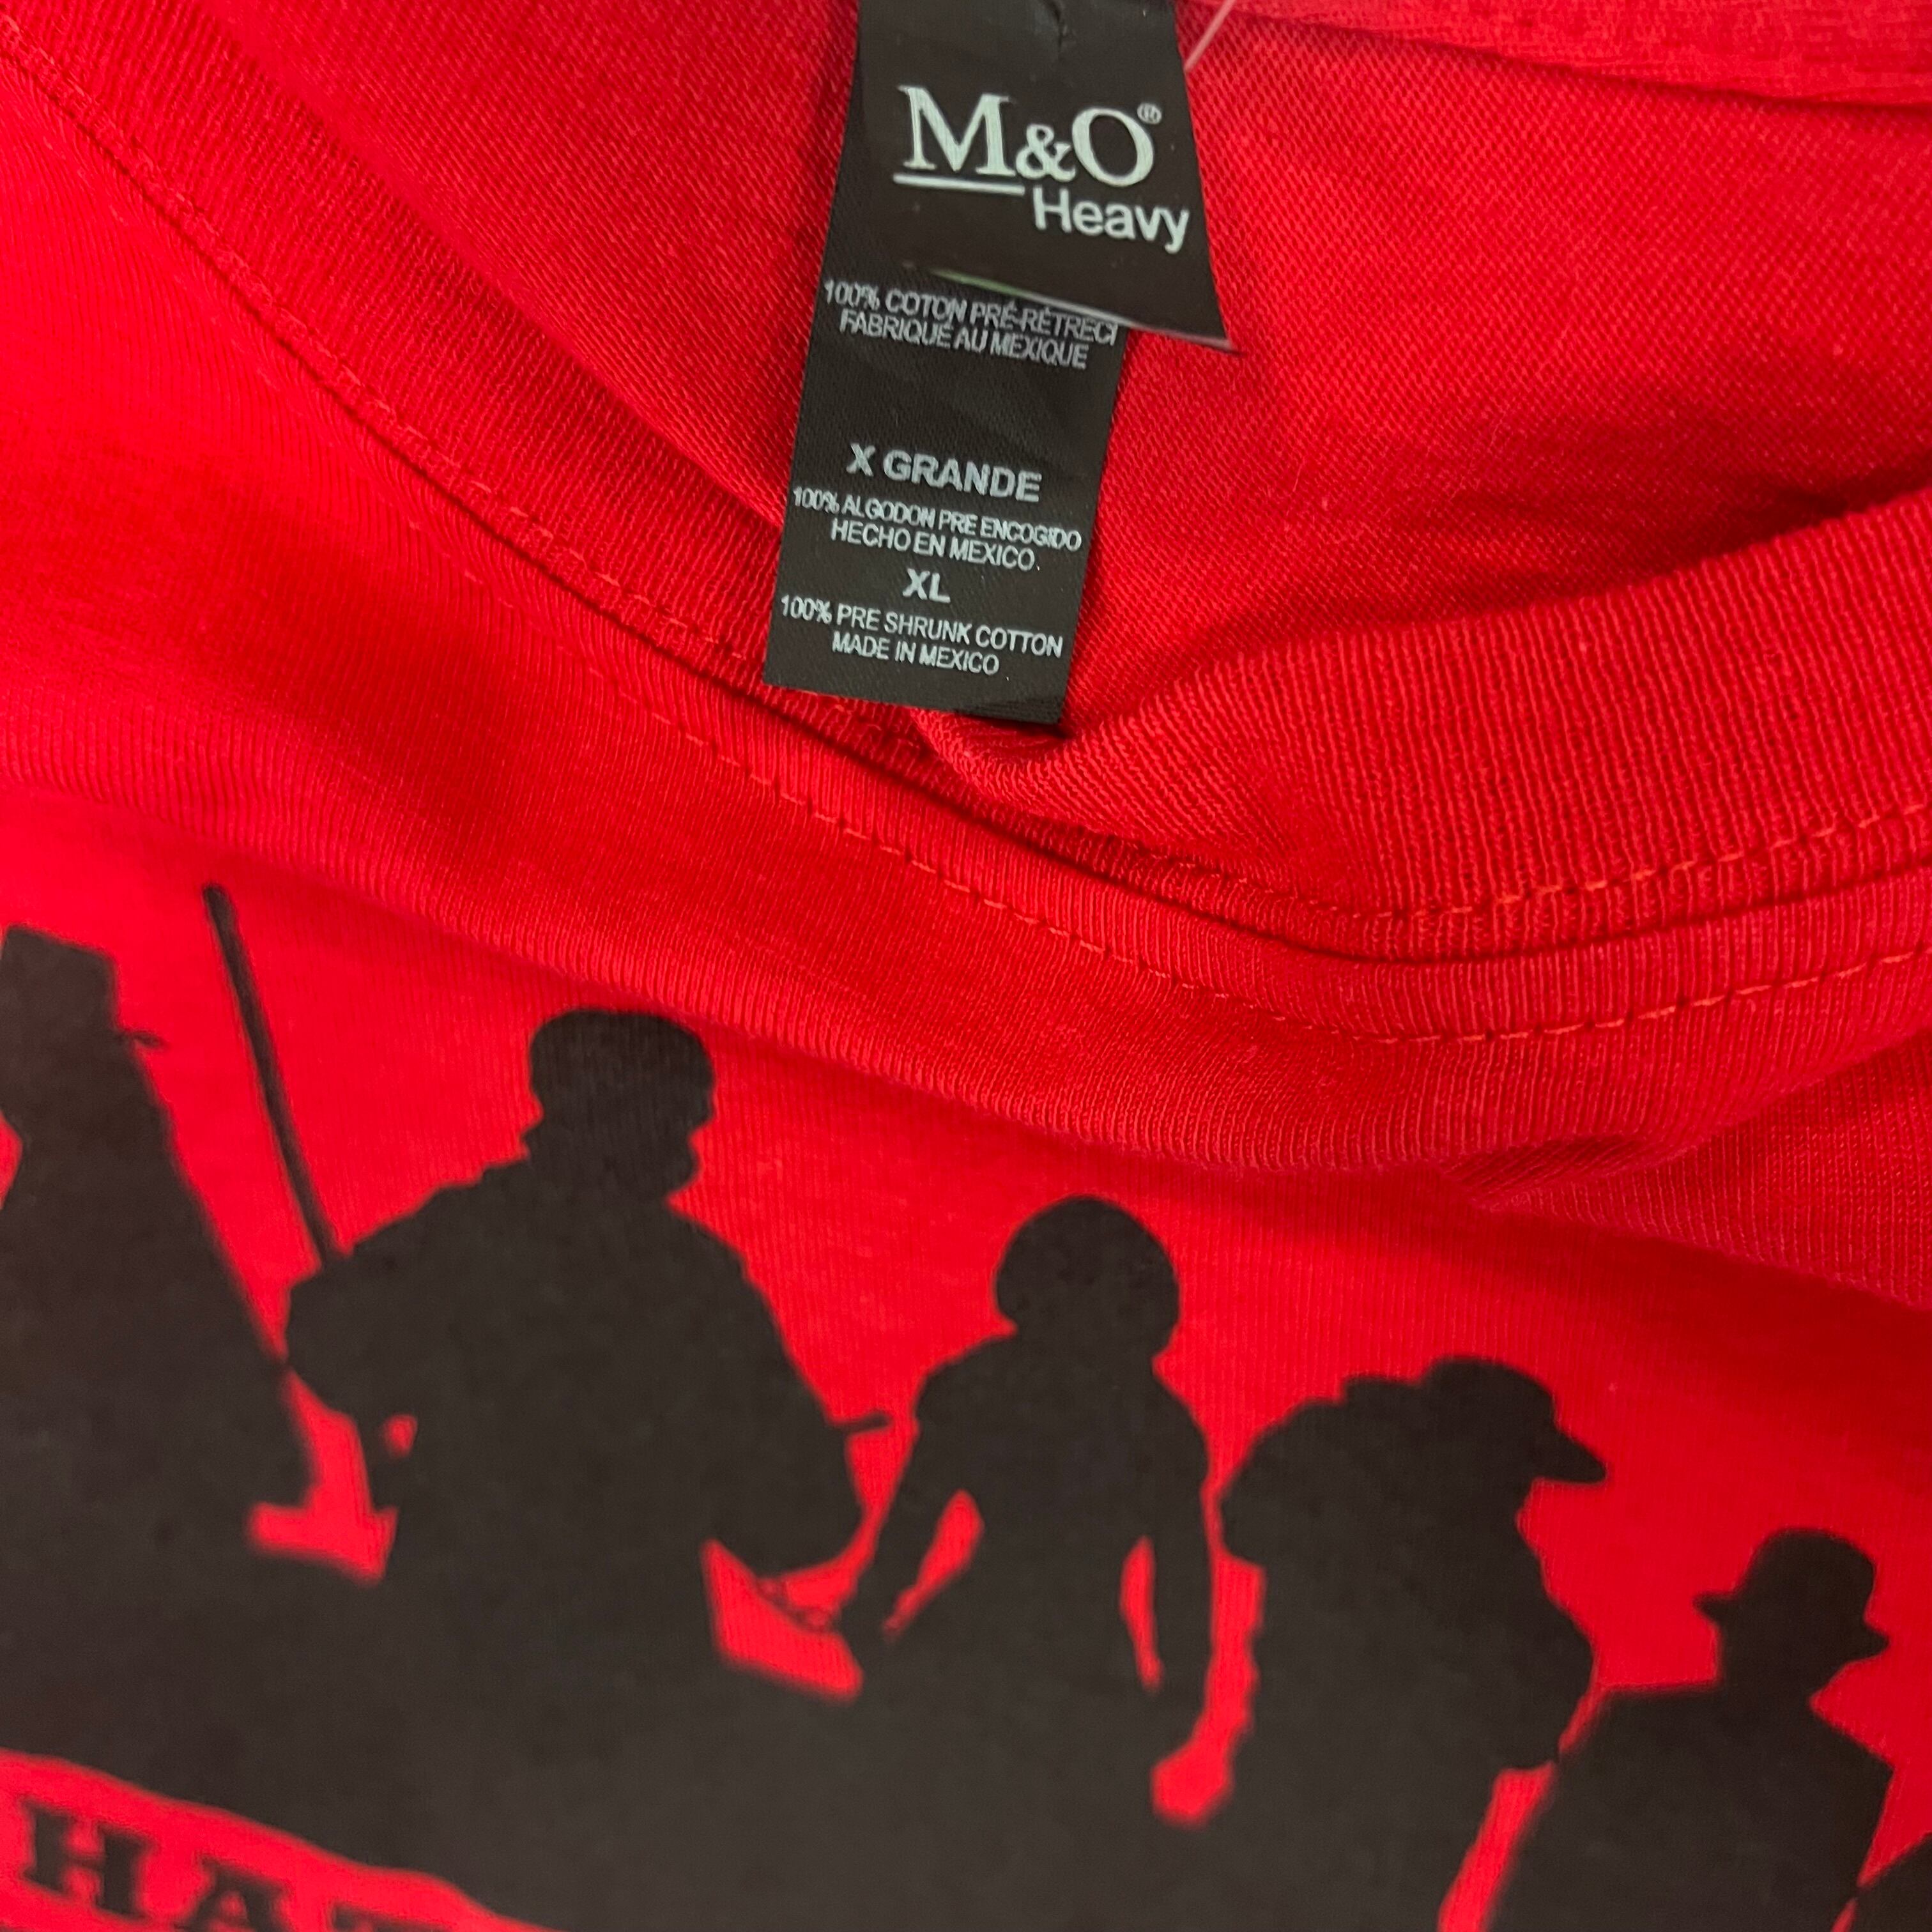 M&O®
Heavy
100% COTON PRÉ-RÉTRECI
FABRIQUE AU MEXIQUE
X GRANDE
100% ALGODON PRE ENCOGIDO
HECHO EN MEXICO.
XL
100% PRE SHRUNK COTTON
MADE IN MEXICO